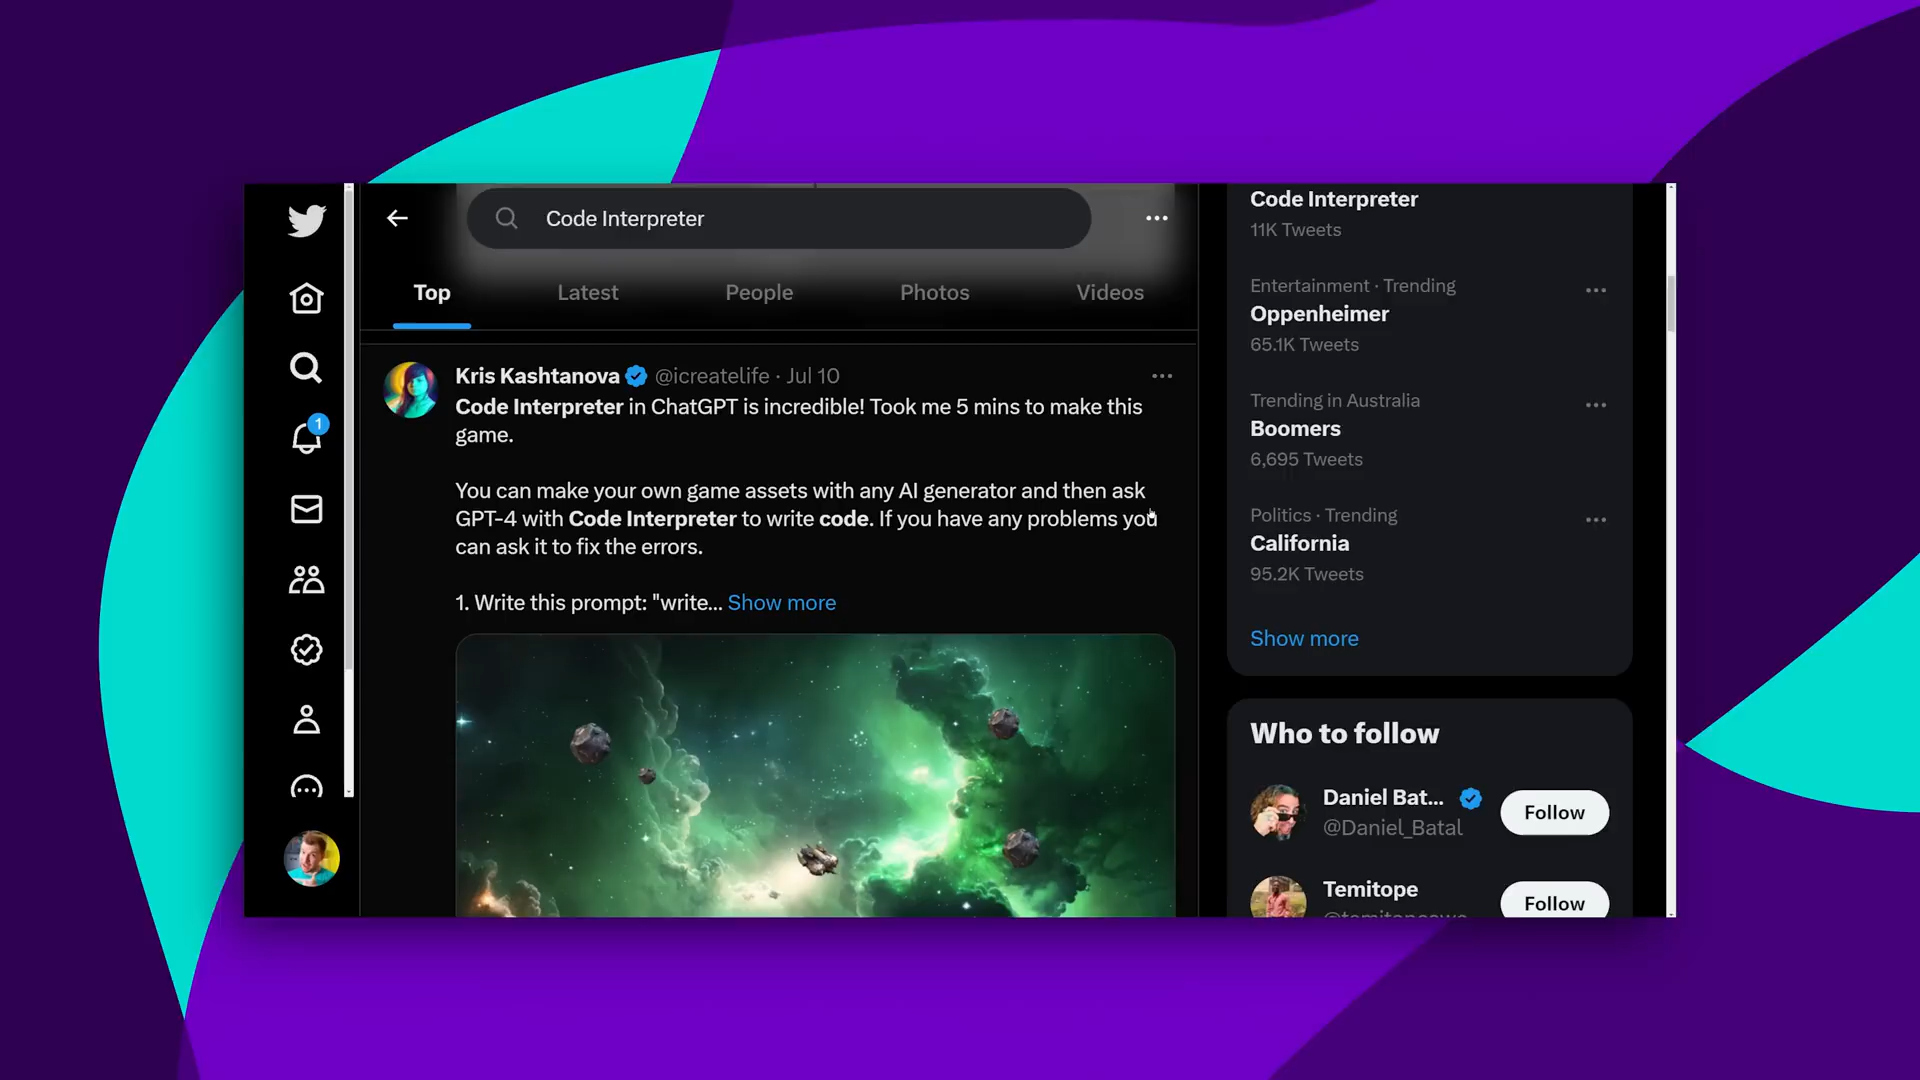 Code Interpreter
Top
Latest
People
Photos
Videos
1
Kris Kashtanova @icreatelife · Jul 10
Code Interpreter in ChatGPT is incredible! Took me 5 mins to make this
game.
You can make your own game assets with any AI generator and then ask
GPT-4 with Code Interpreter to write code. If you have any problems you
can ask it to fix the errors.
1. Write this prompt: "write... Show more
Code Interpreter
11K Tweets
Entertainment · Trending
Oppenheimer
65.1K Tweets
Trending in Australia
Boomers
6,695 Tweets
Politics · Trending
California
95.2K Tweets
Show more
Who to follow
Daniel Bat...
@Daniel_Batal
Follow
Temitope
Follow